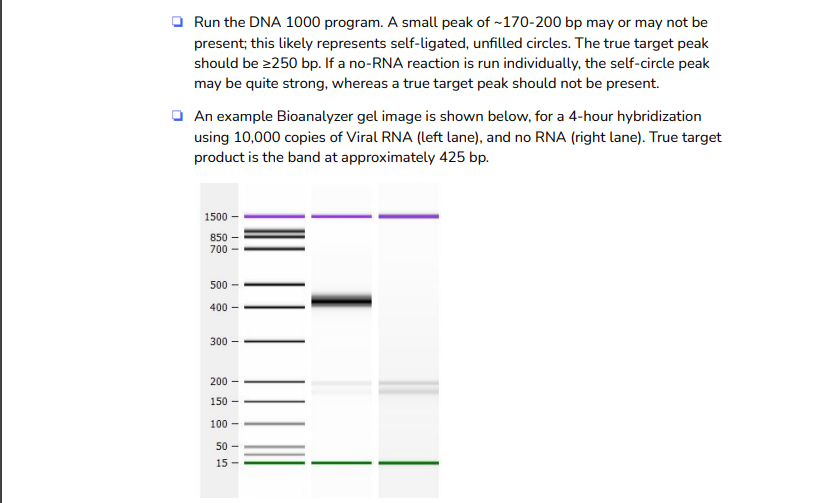 Run the DNA 1000 program. A small peak of ~170-200 bp may or may not be
present; this likely represents self-ligated, unfilled circles. The true target peak
should be ≥250 bp. If a no-RNA reaction is run individually, the self-circle peak
may be quite strong, whereas a true target peak should not be present.
An example Bioanalyzer gel image is shown below, for a 4-hour hybridization
using 10,000 copies of Viral RNA (left lane), and no RNA (right lane). True target
product is the band at approximately 425 bp.
1500
850
700
500
400
300
200
150
100
50
15